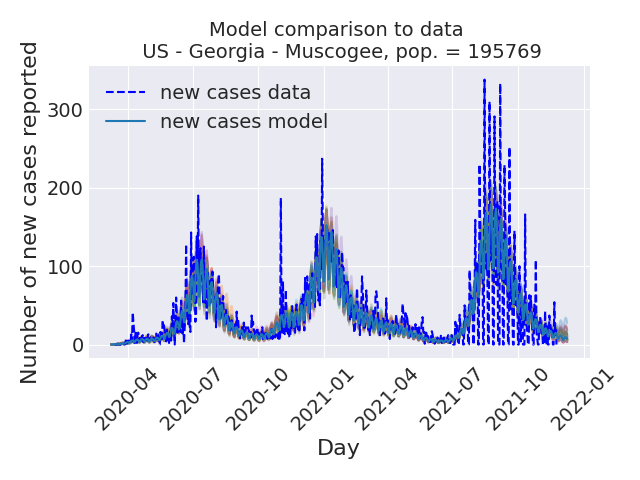 Model comparison to data
US - Georgia - Muscogee, pop. = 195769
Number of new cases reported
300
200
100
0
new cases data
new cases model
2020-04
2020-07
2020-10
2021-01
2021-04
2021-07
2021-10
2022-01
Day